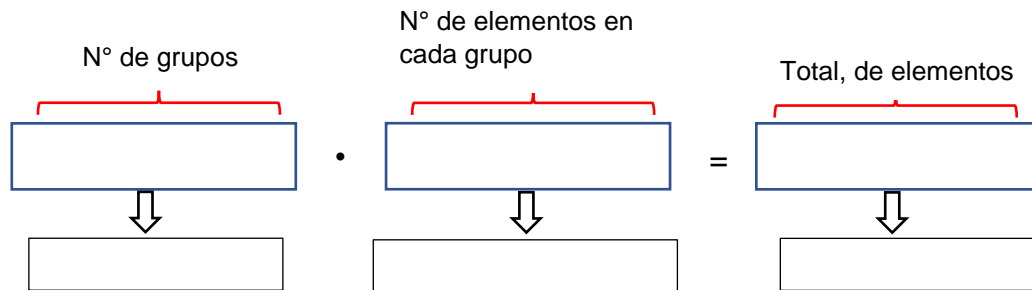 N° de grupos
N° de elementos en
cada grupo
Total, de elementos
• =